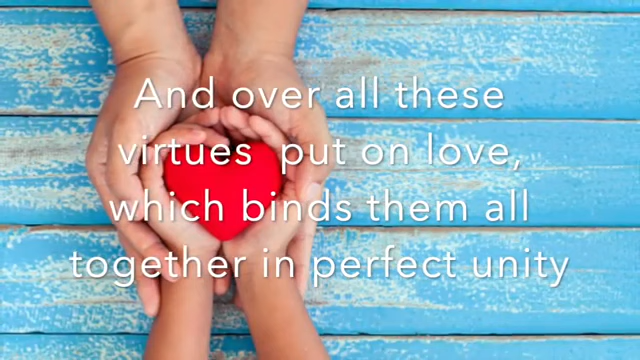 And over all these
virtues  put on love,
which binds them all
together in perfect unity